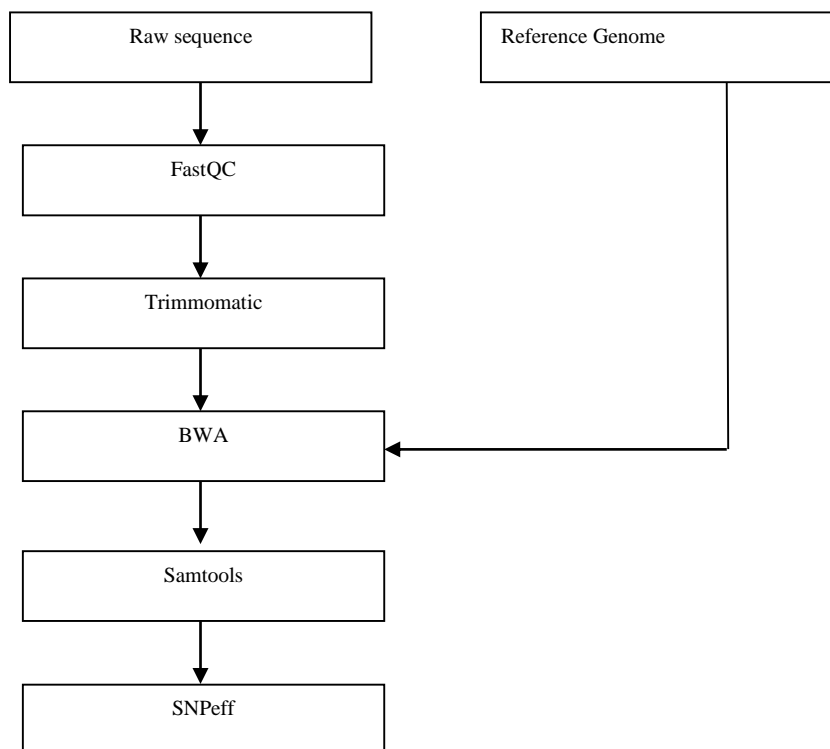 Raw sequence
Reference Genome
FastQC
Trimmomatic
BWA
Samtools
SNPeff